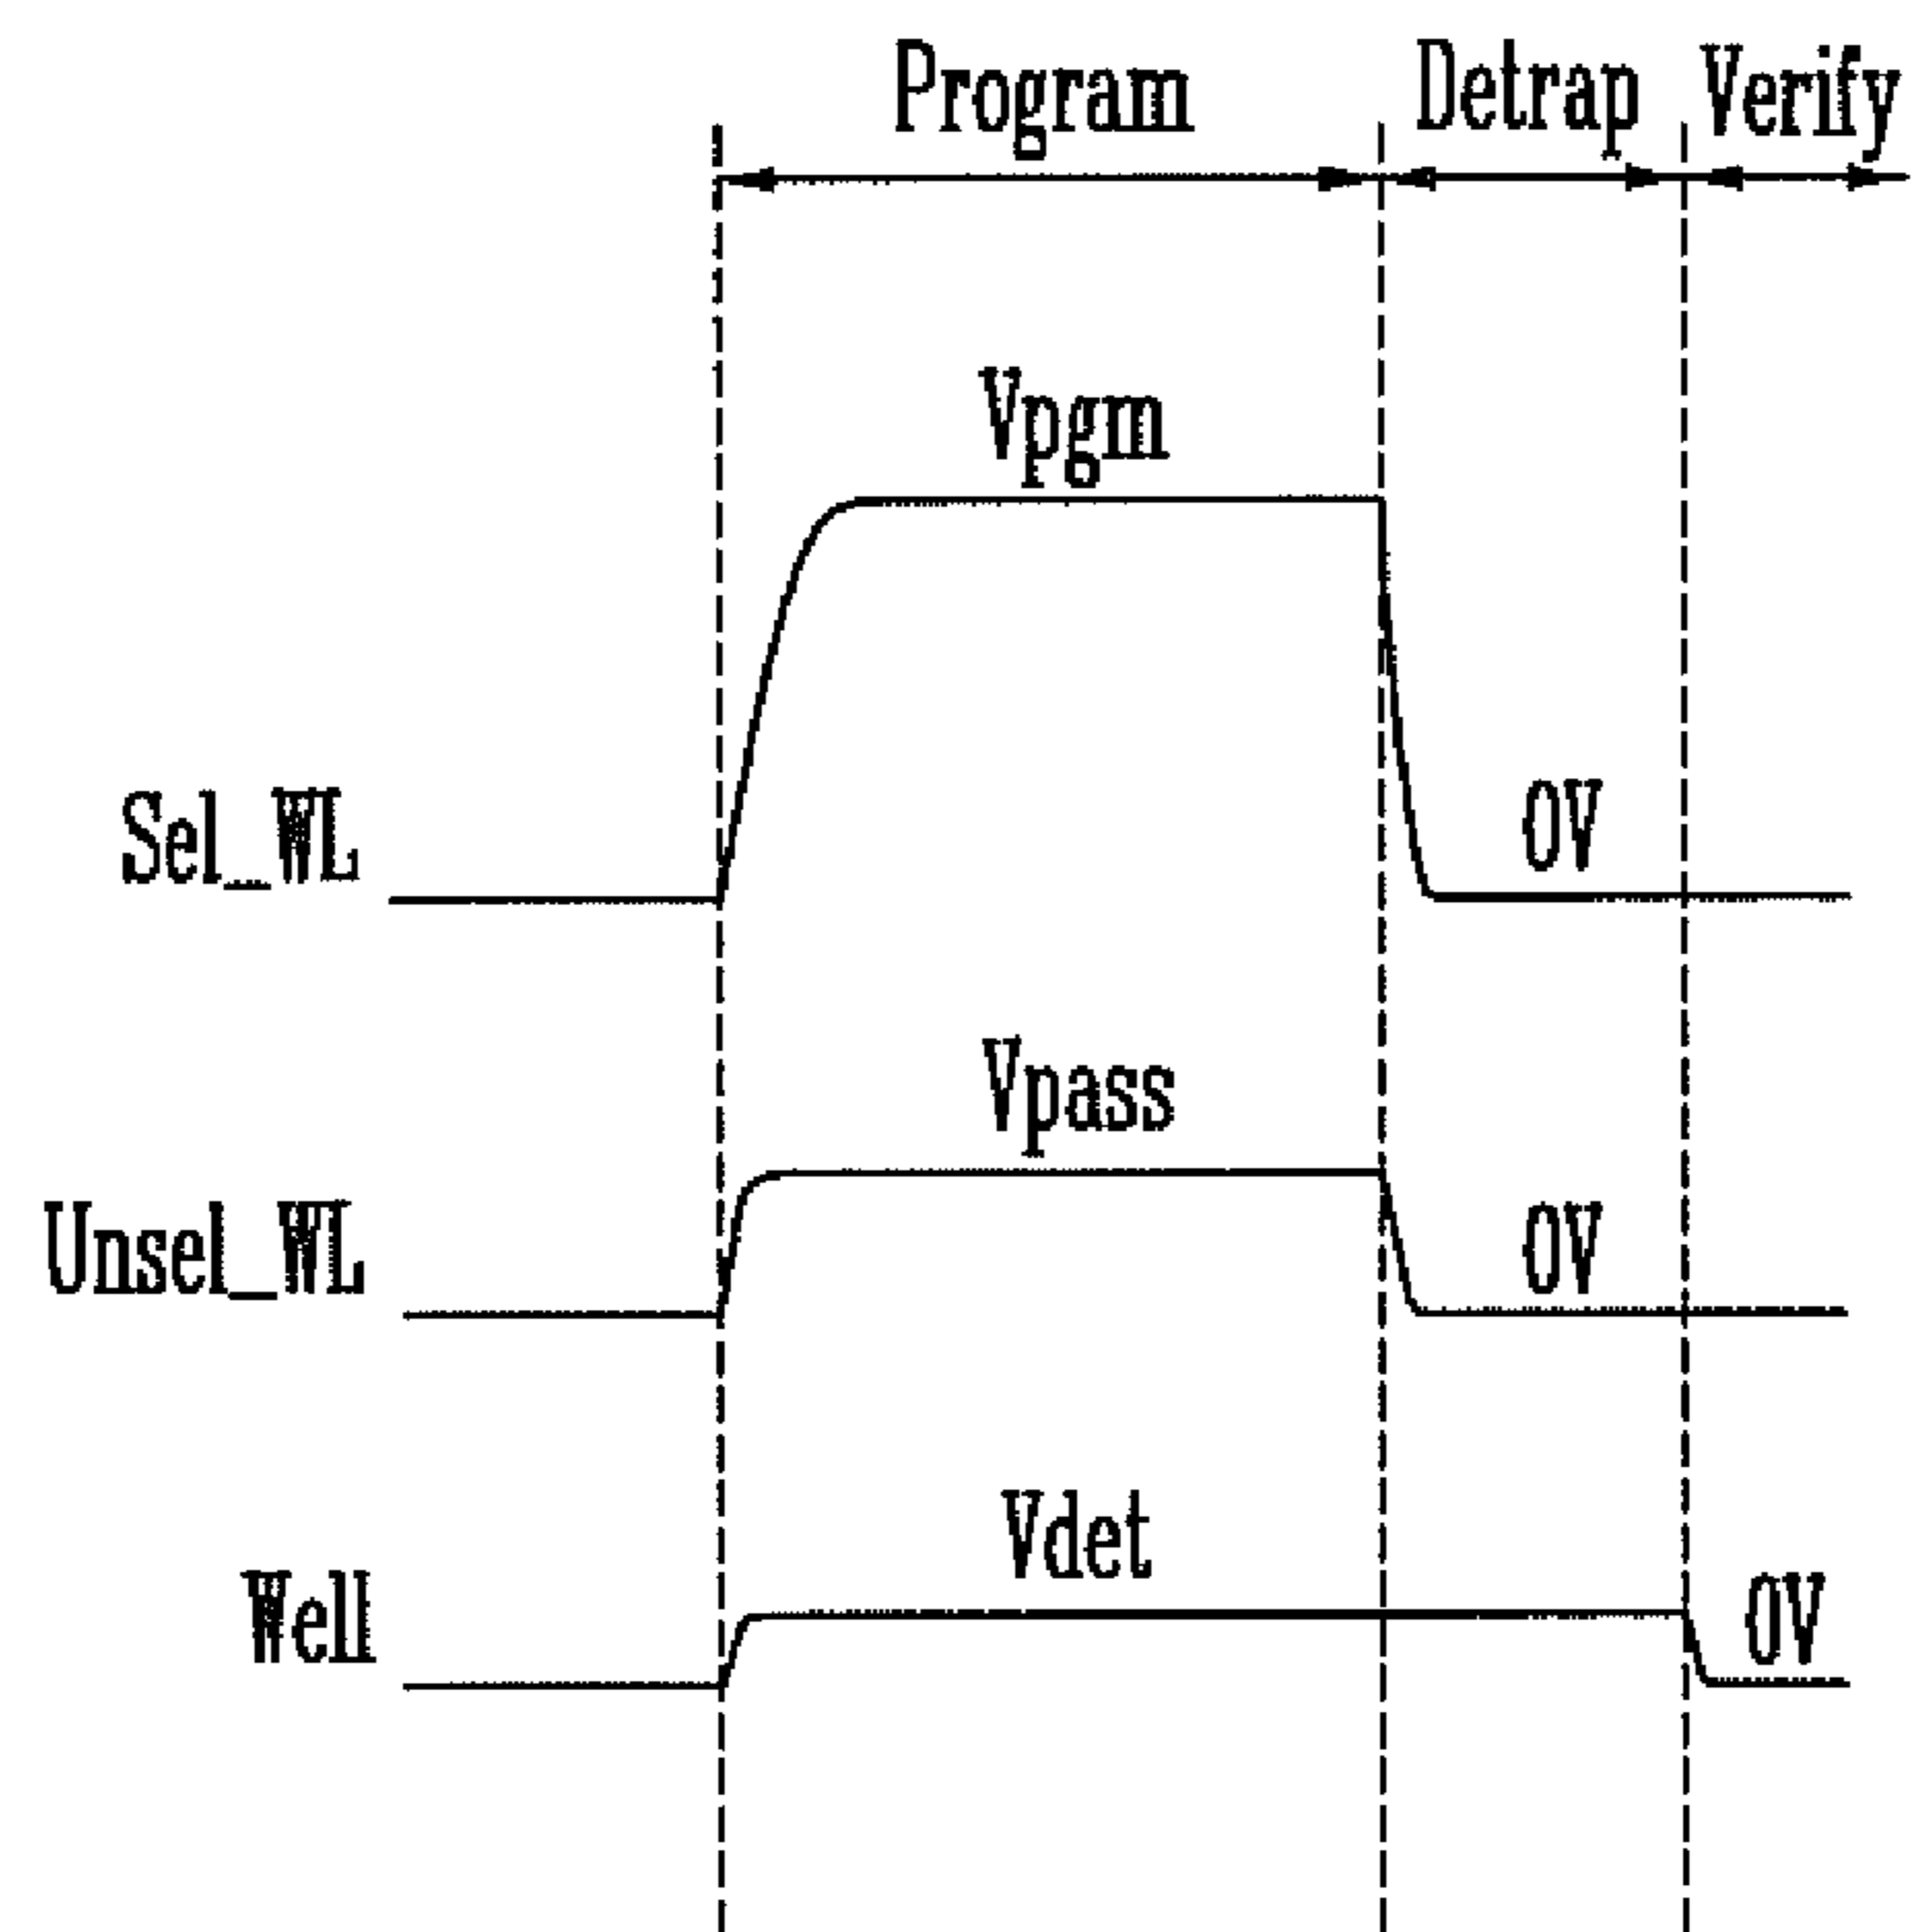 Program Detrap Verify
Vpgm
Sel_WL 0V
Vpass
Unsel_WL 0V
Vdet
Well 0V